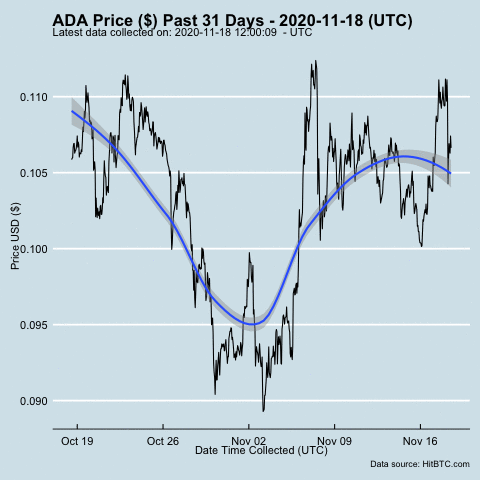 ADA Price ($) Past 31 Days - 2020-11-18 (UTC)
Latest data collected on: 2020-11-18 12:00:09 - UTC
0.110
0.105
0.100
0.095
0.090
Price USD ($)
Oct 19 Oct 26 Nov 02 Nov 09 Nov 16
Date Time Collected (UTC)
Data source: HitBTC.com